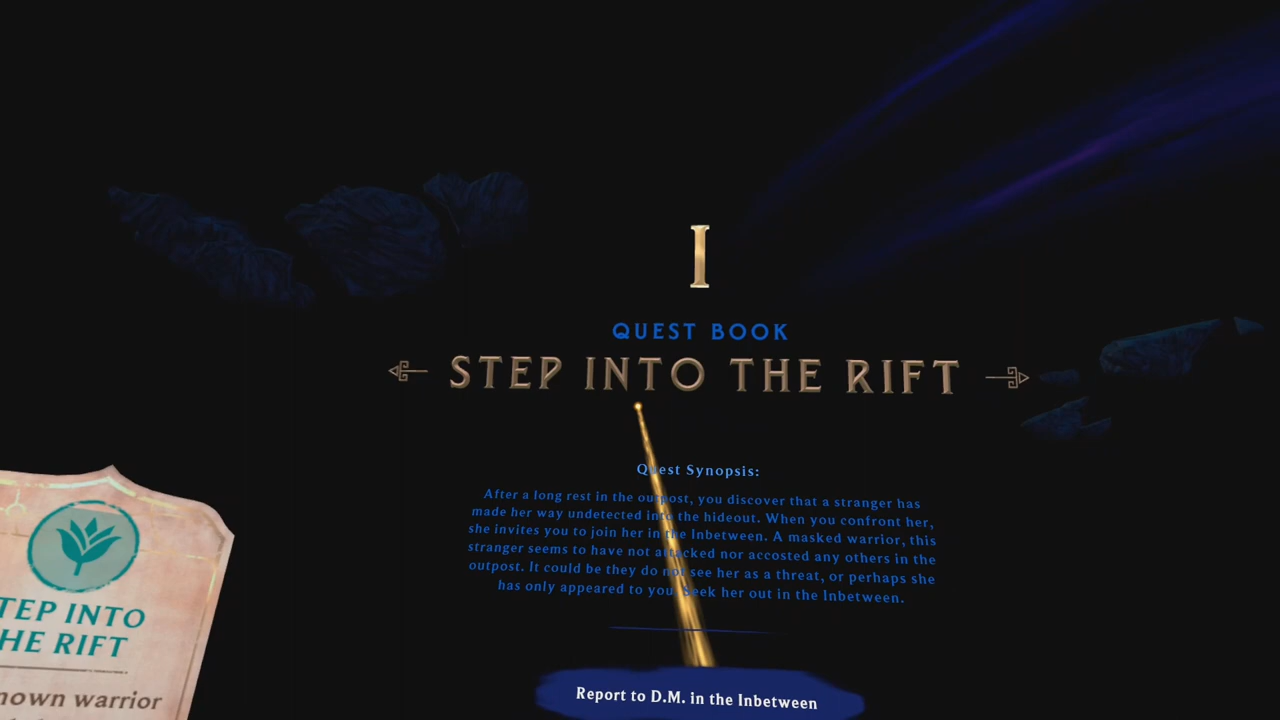 I
QUEST BOOK
STEP INTO THE RIFT
Quest Synopsis:
After a long rest in the outpost, you discover that a stranger has
made her way undetected into the hideout. When you confront her,
she invites you to join her in the Inbetween. A masked warrior, this
stranger seems to have not attacked nor accosted any others in the
outpost. It could be they do not see her as a threat, or perhaps she
has only appeared to you. Seek her out in the Inbetween.
Report to D.M. in the Inbetween
TEP INTO
HE RIFT
nown warrior